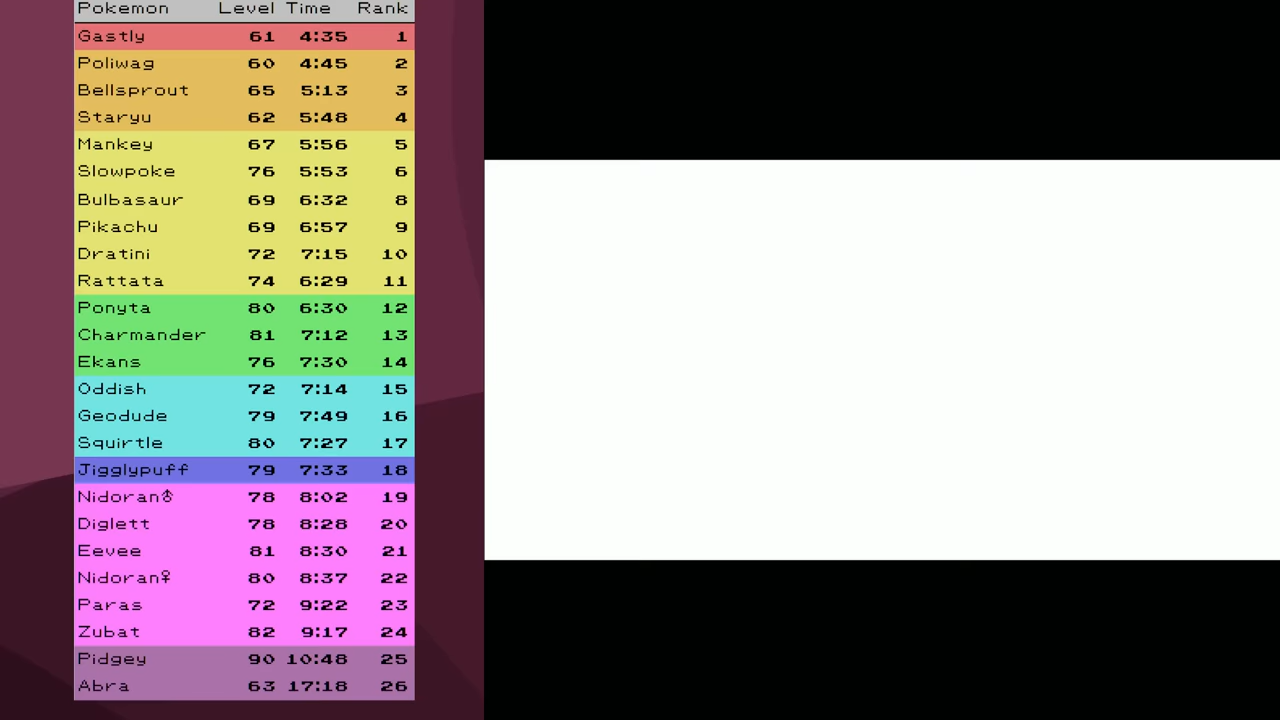 Pokemon Level Time Rank
Gastly 61 4:35 1
Poliwag 60 4:45 2
Bellsprout 65 5:13 3
Staryu 62 5:48 4
Mankey 67 5:56 5
Slowpoke 76 5:53 6
Bulbasaur 69 6:32 8
Pikachu 69 6:57 9
Dratini 72 7:15 10
Rattata 74 6:29 11
Ponyta 80 6:30 12
Charmander 81 7:12 13
Ekans 76 7:30 14
Oddish 72 7:14 15
Geodude 79 7:49 16
Squirtle 80 7:27 17
Jigglypuff 79 7:33 18
Nidoran♂ 78 8:02 19
Diglett 78 8:28 20
Eevee 81 8:30 21
Nidoran♀ 80 8:37 22
Paras 72 9:22 23
Zubat 82 9:17 24
Pidgey 90 10:48 25
Abra 63 17:18 26